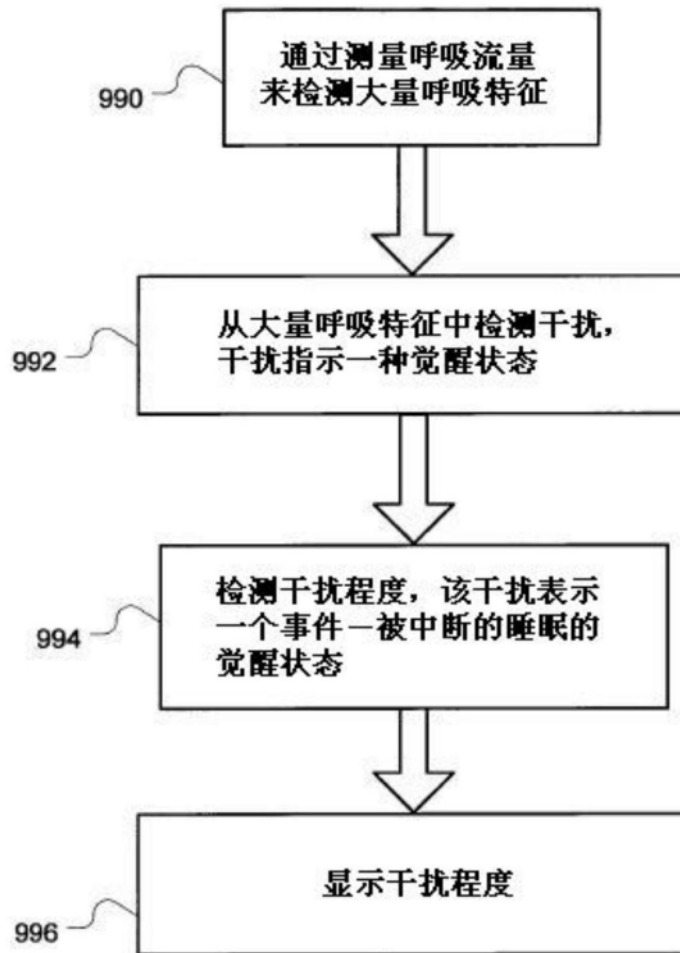 通过测量呼吸流量
来检测大量呼吸特征
990
从大量呼吸特征中检测干扰，
干扰指示一种觉醒状态
992
检测干扰程度，该干扰表示
一个事件－被中断的睡眠的
觉醒状态
994
显示干扰程度
996